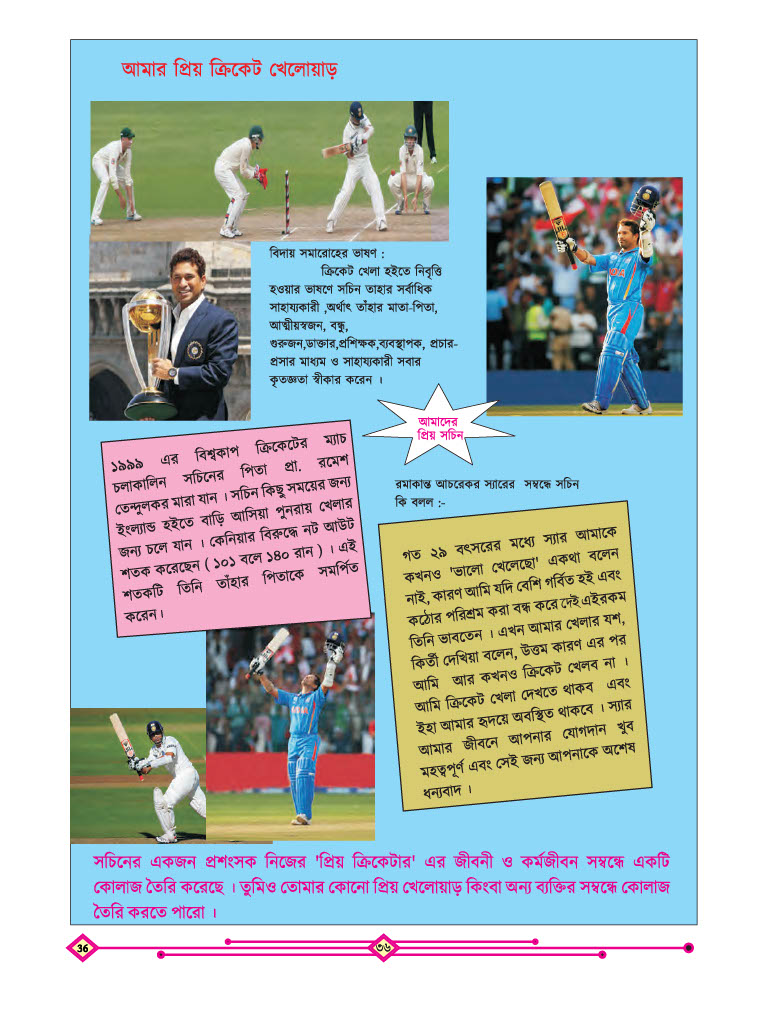 আমার প্রিয় ক্রিকেট খেলোয়াড়
বিদায় সমারোহের ভাষণ :
ক্রিকেট খেলা হইতে নিবৃত্তি
হওয়ার ভাষণে সচিন তাহার সর্বাধিক
সাহায্যকারী ,অর্থাৎ তাঁহার মাতা-পিতা,
আত্মীয়স্বজন, বন্ধু,
গুরুজন,ডাক্তার,প্রশিক্ষক,ব্যবস্থাপক, প্রচার-
প্রসার মাধ্যম ও সাহায্যকারী সবার
কৃতজ্ঞতা স্বীকার করেন ।
আমাদের
প্রিয় সচিন
১৯৯৯ এর বিশ্বকাপ ক্রিকেটের ম্যাচ
চলাকালিন সচিনের পিতা প্রা. রমেশ
তেন্দুলকর মারা যান । সচিন কিছু সময়ের জন্য
ইংল্যান্ড হইতে বাড়ি আসিয়া পুনরায় খেলার
জন্য চলে যান । কেনিয়ার বিরুদ্ধে নট আউট
শতক করেছেন ( ১০১ বলে ১৪০ রান ) । এই
শতকটি তিনি তাঁহার পিতাকে সমর্পিত
করেন।
রমাকান্ত আচরেকর স্যারের সম্বন্ধে সচিন
কি বলল :-
গত ২৯ বৎসরের মধ্যে স্যার আমাকে
কখনও 'ভালো খেলেছো' একথা বলেন
নাই, কারণ আমি যদি বেশি গর্বিত হই এবং
কঠোর পরিশ্রম করা বন্ধ করে দেই এইরকম
তিনি ভাবতেন । এখন আমার খেলার যশ,
কির্তী দেখিয়া বলেন, উত্তম কারণ এর পর
আমি আর কখনও ক্রিকেট খেলব না ।
আমি ক্রিকেট খেলা দেখতে থাকব এবং
ইহা আমার হৃদয়ে অবস্থিত থাকবে । স্যার
আমার জীবনে আপনার যোগদান খুব
মহত্বপূর্ণ এবং সেই জন্য আপনাকে অশেষ
ধন্যবাদ ।
সচিনের একজন প্রশংসক নিজের 'প্রিয় ক্রিকেটার' এর জীবনী ও কর্মজীবন সম্বন্ধে একটি
কোলাজ তৈরি করেছে । তুমিও তোমার কোনো প্রিয় খেলোয়াড় কিংবা অন্য ব্যক্তির সম্বন্ধে কোলাজ
তৈরি করতে পারো ।
36
৩৬